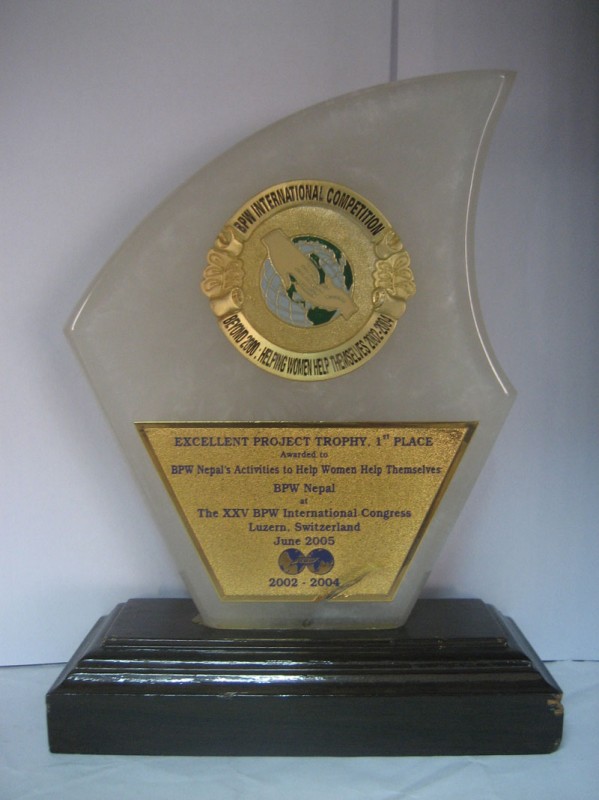 BPW INTERNATIONAL COMPETITION
BEYOND 2000 : HELPING WOMEN HELP THEMSELVES 2002-2004
EXCELLENT PROJECT TROPHY, 1ST PLACE
Awarded to
BPW Nepal's Activities to Help Women Help Themselves
BPW Nepal
at
The XXV BPW International Congress
Luzern, Switzerland
June 2005
2002 - 2004